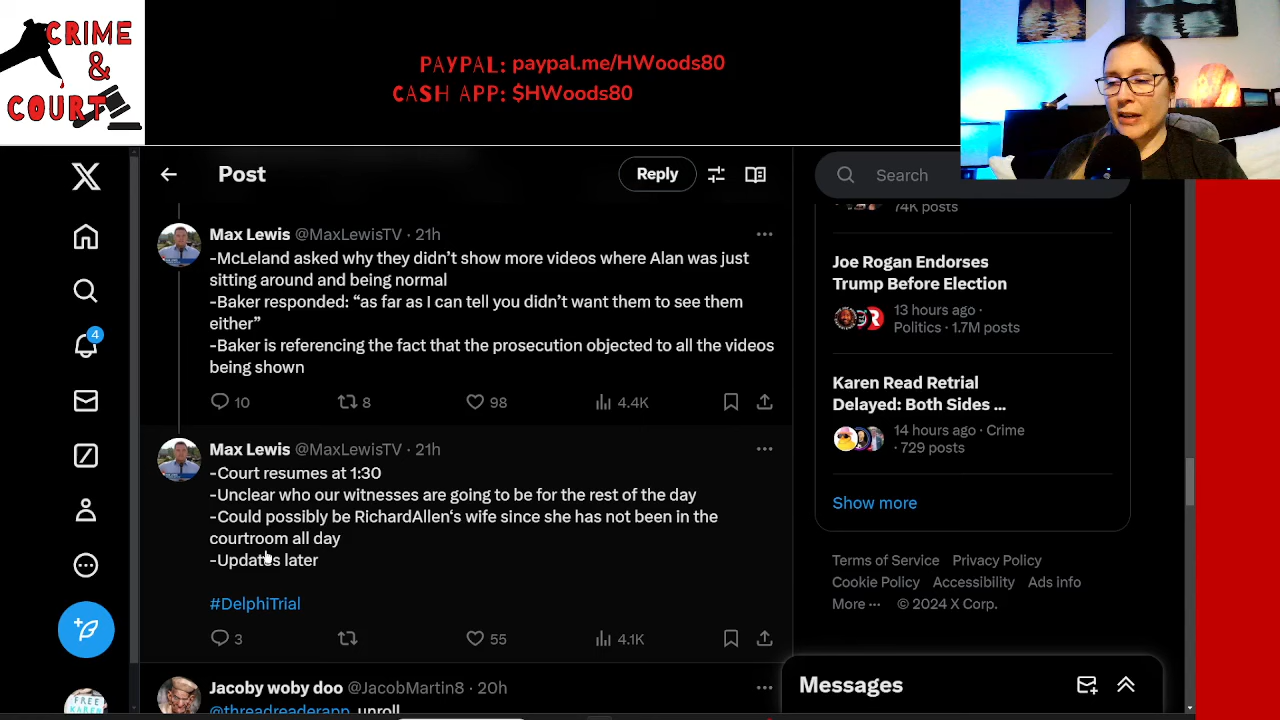 CRIME
&
COURT
PAYPAL: paypal.me/HWoods80
CASH APP: $HWoods80
Post
Reply
Search
Max Lewis @MaxLewisTV · 21h
-McLeland asked why they didn't show more videos where Alan was just
sitting around and being normal
-Baker responded: “as far as I can tell you didn't want them to see them
either”
-Baker is referencing the fact that the prosecution objected to all the videos
being shown
10 8 98 4.4K
Max Lewis @MaxLewisTV · 21h
-Court resumes at 1:30
-Unclear who our witnesses are going to be for the rest of the day
-Could possibly be RichardAllen‘s wife since she has not been in the
courtroom all day
-Updates later
#DelphiTrial
3 55 4.1K
Jacoby woby doo @JacobMartin8 · 20h
@threadreaderapp unroll
74K posts
Joe Rogan Endorses
Trump Before Election
13 hours ago ·
Politics · 1.7M posts
Karen Read Retrial
Delayed: Both Sides ...
14 hours ago · Crime
· 729 posts
Show more
Terms of Service Privacy Policy
Cookie Policy Accessibility Ads info
More ··· © 2024 X Corp.
Messages
4
FREE